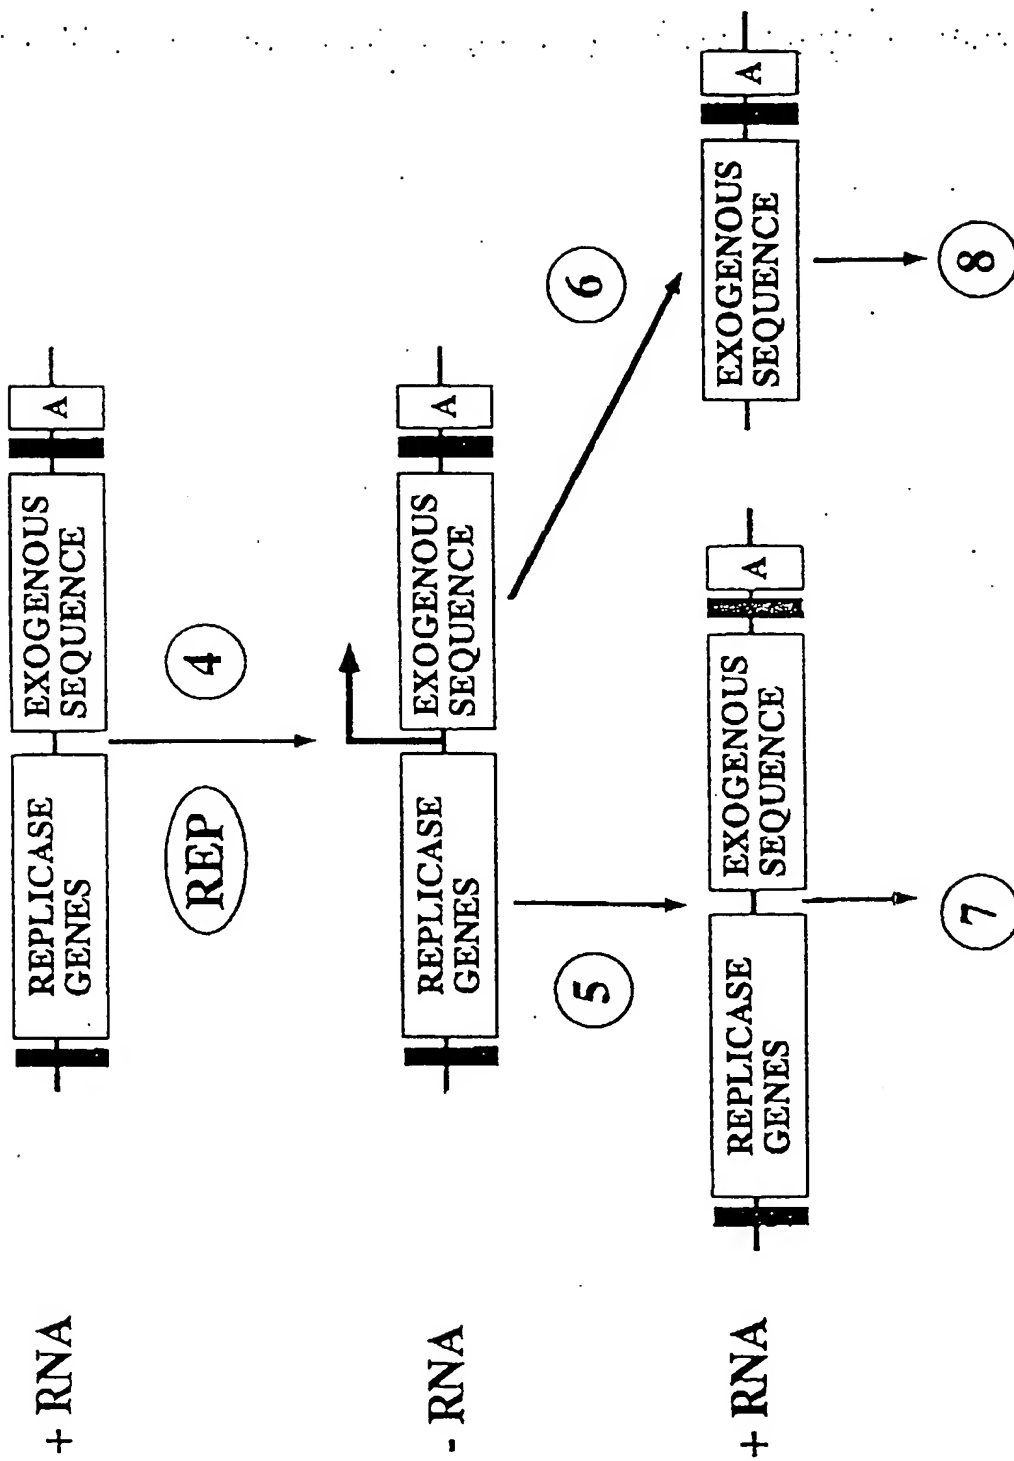 + RNA
REPLICASE
GENES
EXOGENOUS
SEQUENCE
A
REP
4
- RNA
REPLICASE
GENES
EXOGENOUS
SEQUENCE
A
5
6
+ RNA
REPLICASE
GENES
EXOGENOUS
SEQUENCE
A
EXOGENOUS
SEQUENCE
A
7
8